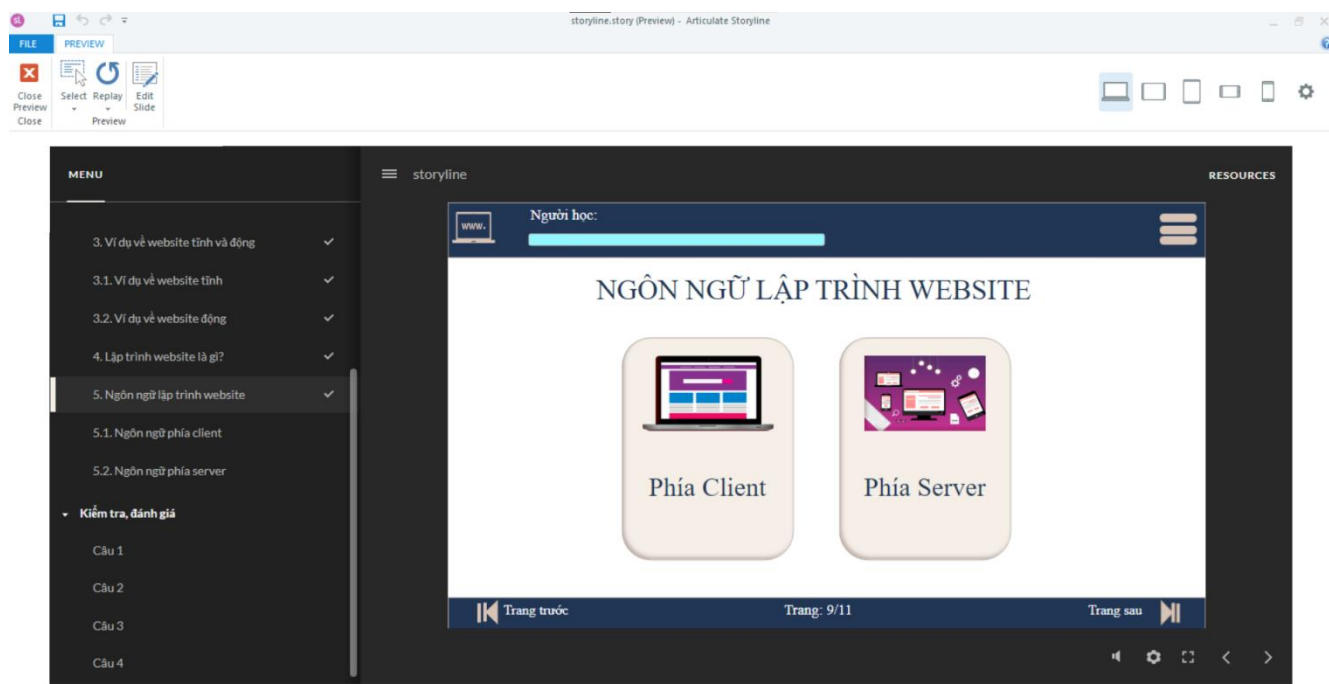 storyline.story (Preview) - Articulate Storyline
FILE
PREVIEW
Close Preview
Select
Replay
Edit Slide
Close
Preview
MENU
3. Ví dụ về website tĩnh và động
3.1. Ví dụ về website tĩnh
3.2. Ví dụ về website động
4. Lập trình website là gì?
5. Ngôn ngữ lập trình website
5.1. Ngôn ngữ phía client
5.2. Ngôn ngữ phía server
Kiểm tra, đánh giá
Câu 1
Câu 2
Câu 3
Câu 4
storyline
RESOURCES
www.
Người học:
NGÔN NGỮ LẬP TRÌNH WEBSITE
Phía Client
Phía Server
Trang trước
Trang: 9/11
Trang sau